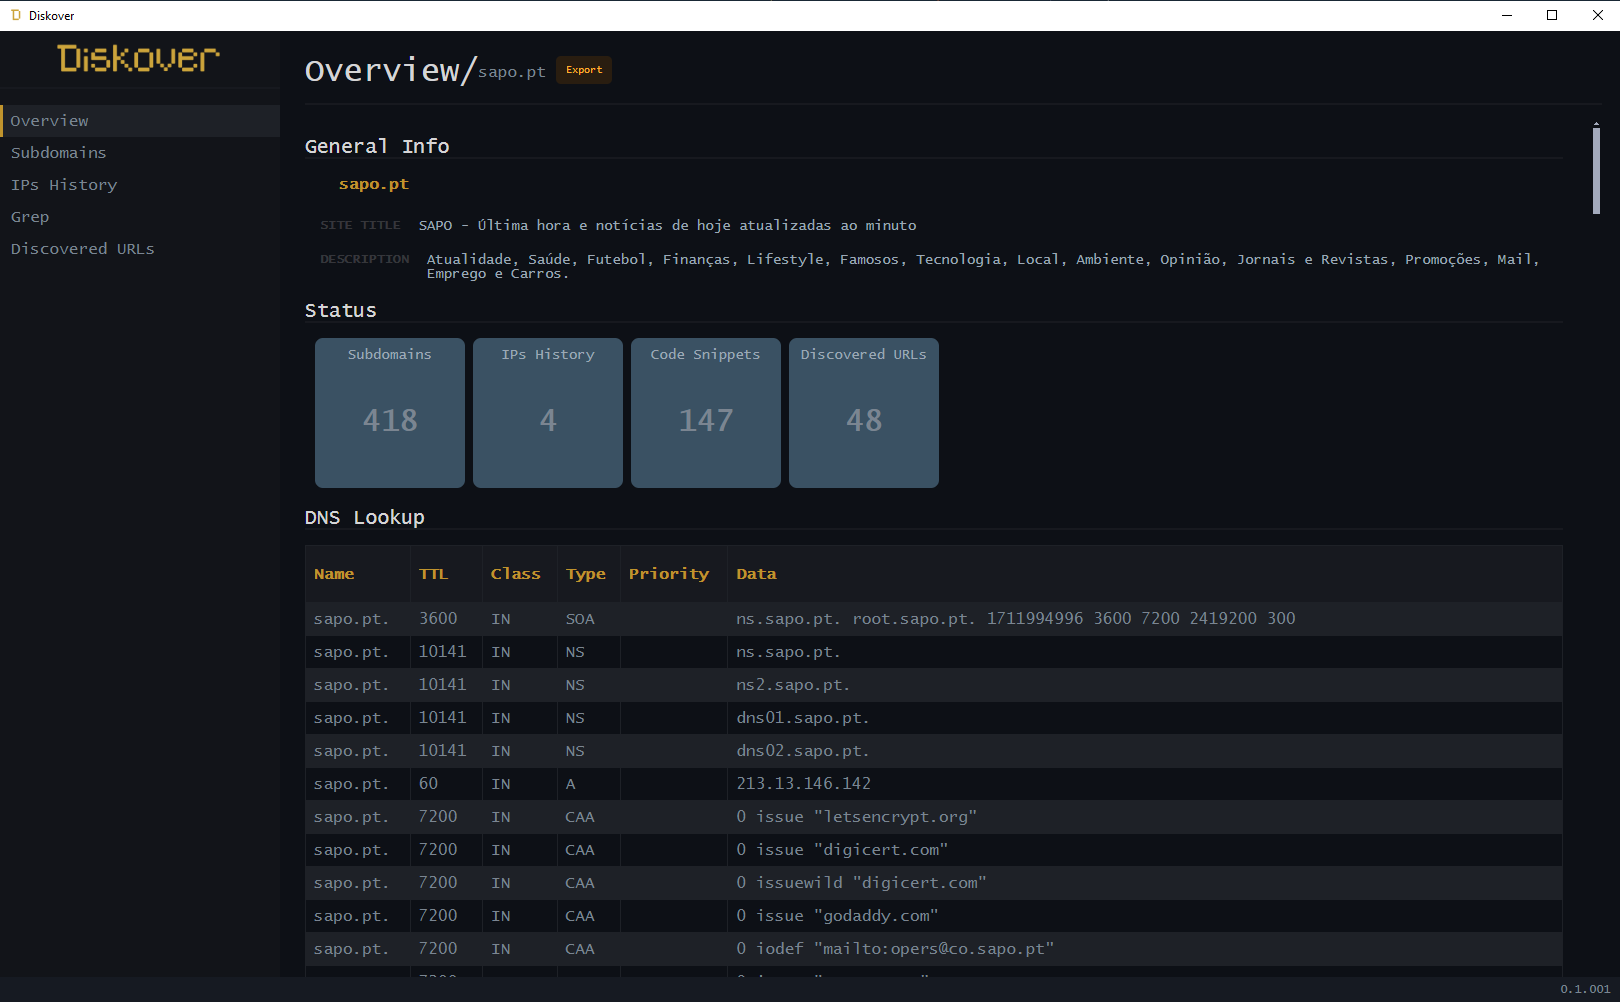 Diskover
Diskover
Overview/sapo.pt Export
Overview
Subdomains
IPs History
Grep
Discovered URLs
General Info
sapo.pt
SITE TITLE SAPO - Última hora e notícias de hoje atualizadas ao minuto
DESCRIPTION Atualidade, Saúde, Futebol, Finanças, Lifestyle, Famosos, Tecnologia, Local, Ambiente, Opinião, Jornais e Revistas, Promoções, Mail,
Emprego e Carros.
Status
Subdomains IPs History Code Snippets Discovered URLs
418 4 147 48
DNS Lookup
Name TTL Class Type Priority Data
sapo.pt. 3600 IN SOA ns.sapo.pt. root.sapo.pt. 1711994996 3600 7200 2419200 300
sapo.pt. 10141 IN NS ns.sapo.pt.
sapo.pt. 10141 IN NS ns2.sapo.pt.
sapo.pt. 10141 IN NS dns01.sapo.pt.
sapo.pt. 10141 IN NS dns02.sapo.pt.
sapo.pt. 60 IN A 213.13.146.142
sapo.pt. 7200 IN CAA 0 issue "letsencrypt.org"
sapo.pt. 7200 IN CAA 0 issue "digicert.com"
sapo.pt. 7200 IN CAA 0 issuewild "digicert.com"
sapo.pt. 7200 IN CAA 0 issue "godaddy.com"
sapo.pt. 7200 IN CAA 0 iodef "mailto:opers@co.sapo.pt"
0.1.001